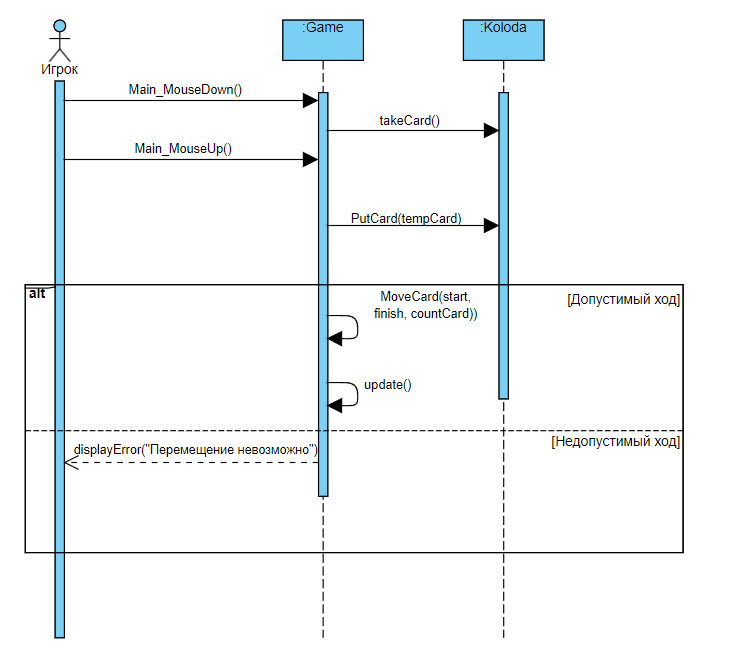 :Game
:Koloda
Игрок
Main_MouseDown()
takeCard()
Main_MouseUp()
PutCard(tempCard)
alt
MoveCard(start,
finish, countCard))
[Допустимый ход]
update()
[Недопустимый ход]
displayError("Перемещение невозможно")